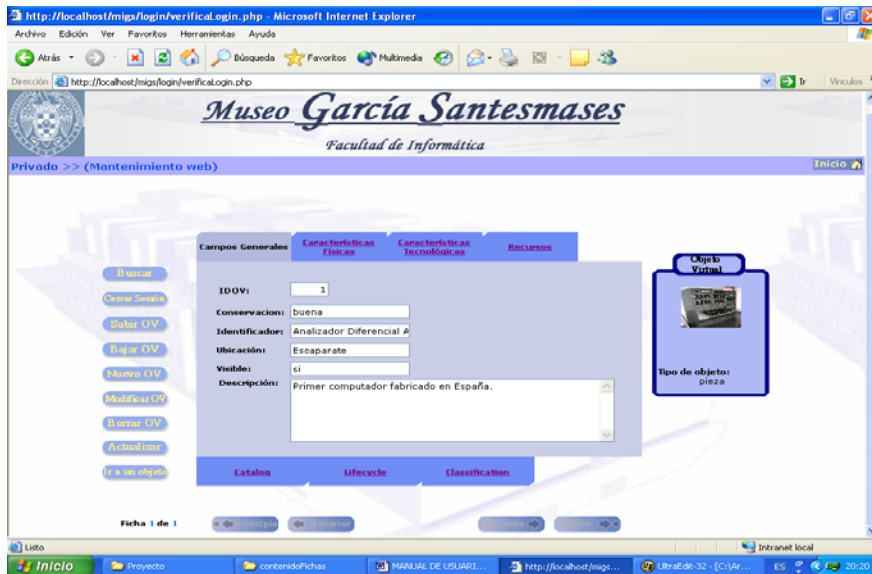 http://localhost/migs/login/verificaLogin.php - Microsoft Internet Explorer
Archivo Edición Ver Favoritos Herramientas Ayuda
Atrás Búsqueda Favoritos Multimedia
Dirección http://localhost/migs/login/verificaLogin.php Ir Vínculos
Museo García Santesmases
Facultad de Informática
Privado >> (Mantenimiento web) Inicio
Campos Generales Características Físicas Características Tecnológicas Recursos
Buscar
Cerrar Sesión
Subir OV
Bajar OV
Nuevo OV
Modificar OV
Borrar OV
Actualizar
Ir a un objeto
IDOV: 1
Conservacion: buena
Identificador: Analizador Diferencial A
Ubicación: Escaparate
Visible: si
Descripción: Primer computador fabricado en España.
Objeto
Virtual
Tipo de objeto:
pieza
Catalog Lifecycle Classification
Ficha 1 de 1 Principio Anterior
Listo Intranet local
Inicio Proyecto contenidoFichas MANUAL DE USUARI... http://localhost/migs... UltraEdit-32 - [C:\Ar... ES 20:20